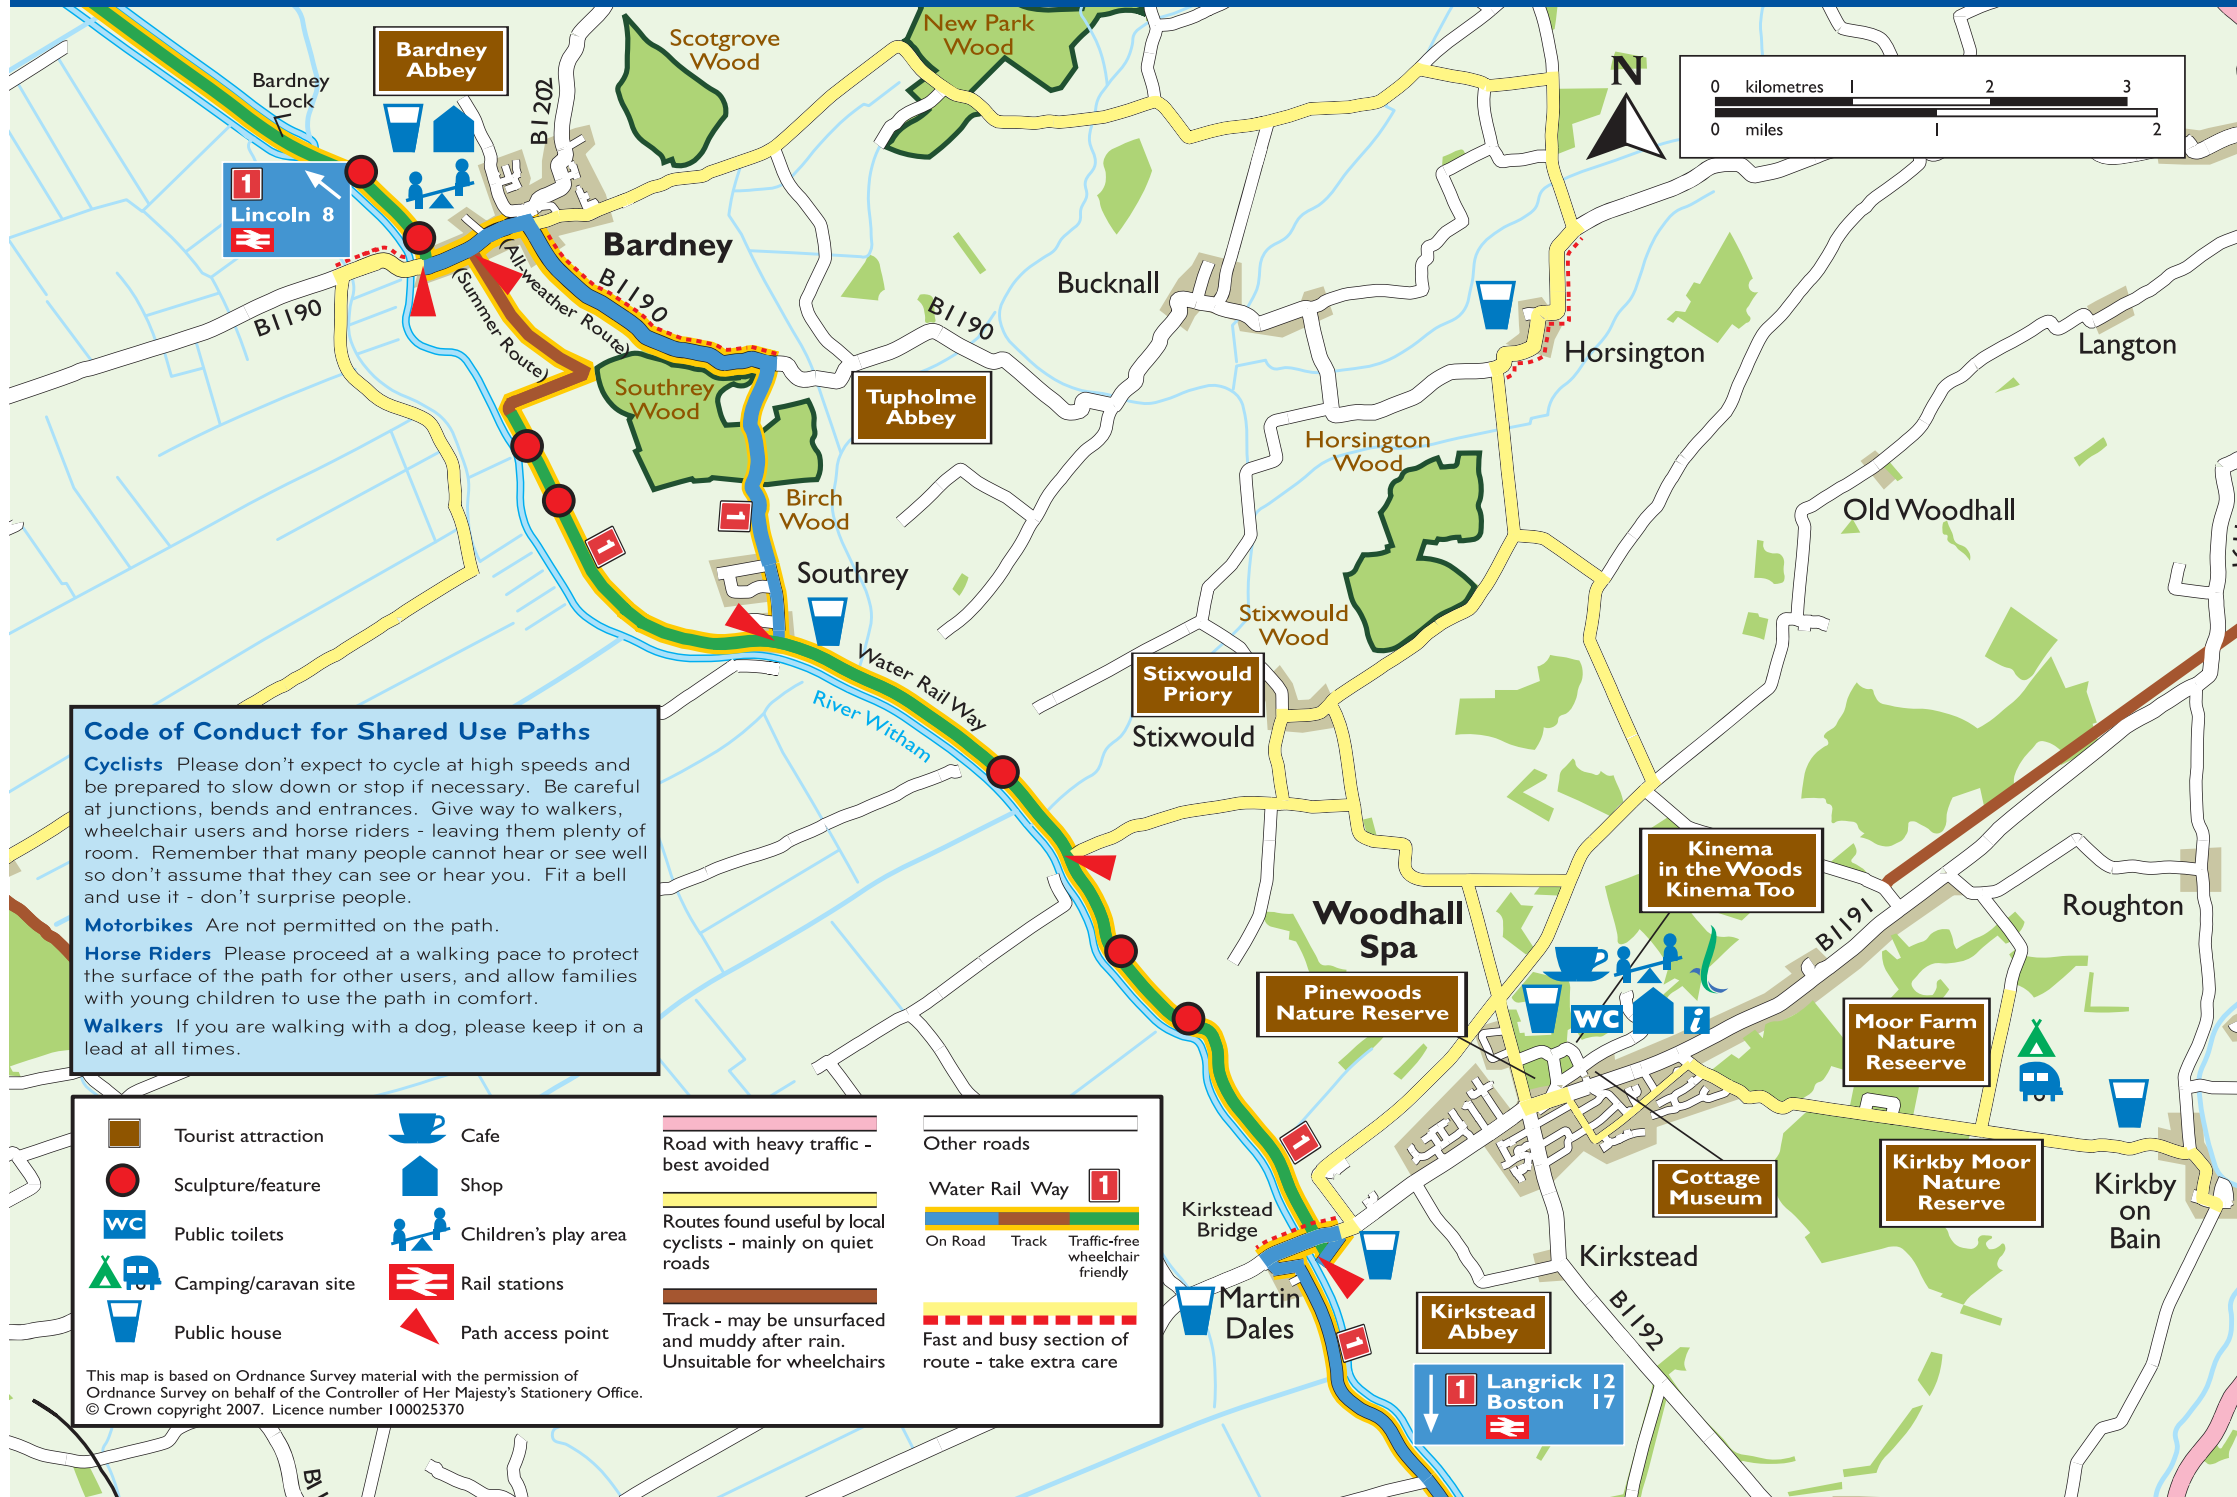 New Park
Wood
Scotgrove
Wood
Bardney
Abbey
Bardney
Lock
B1202
N
0 kilometres 1 2 3
0 miles 1 2
1
Lincoln 8
Bardney
(All-weather Route)
(Summer Route)
B1190
B1190
B1190
Bucknall
Horsington
Langton
Southrey
Wood
Tupholme
Abbey
Horsington
Wood
Birch
Wood
1
1
Old Woodhall
Southrey
Stixwould
Wood
Water Rail Way
River Witham
Stixwould
Priory
Stixwould
Code of Conduct for Shared Use Paths
Cyclists Please don't expect to cycle at high speeds and
be prepared to slow down or stop if necessary. Be careful
at junctions, bends and entrances. Give way to walkers,
wheelchair users and horse riders - leaving them plenty of
room. Remember that many people cannot hear or see well
so don't assume that they can see or hear you. Fit a bell
and use it - don't surprise people.
Motorbikes Are not permitted on the path.
Horse Riders Please proceed at a walking pace to protect
the surface of the path for other users, and allow families
with young children to use the path in comfort.
Walkers If you are walking with a dog, please keep it on a
lead at all times.
Kinema
in the Woods
Kinema Too
Woodhall
Spa
B1191
Roughton
Pinewoods
Nature Reserve
WC
i
Moor Farm
Nature
Reseerve
Kirkby Moor
Nature
Reserve
Cottage
Museum
Kirkby
on
Bain
1
Kirkstead
Bridge
Kirkstead
Martin
Dales
1
Kirkstead
Abbey
B1192
1
Langrick 12
Boston 17
Tourist attraction
Sculpture/feature
WC
Public toilets
Camping/caravan site
Public house
Cafe
Shop
Children's play area
Rail stations
Path access point
Road with heavy traffic -
best avoided
Routes found useful by local
cyclists - mainly on quiet
roads
Track - may be unsurfaced
and muddy after rain.
Unsuitable for wheelchairs
Other roads
Water Rail Way 1
On Road Track Traffic-free
wheelchair
friendly
Fast and busy section of
route - take extra care
This map is based on Ordnance Survey material with the permission of
Ordnance Survey on behalf of the Controller of Her Majesty's Stationery Office.
© Crown copyright 2007. Licence number 100025370